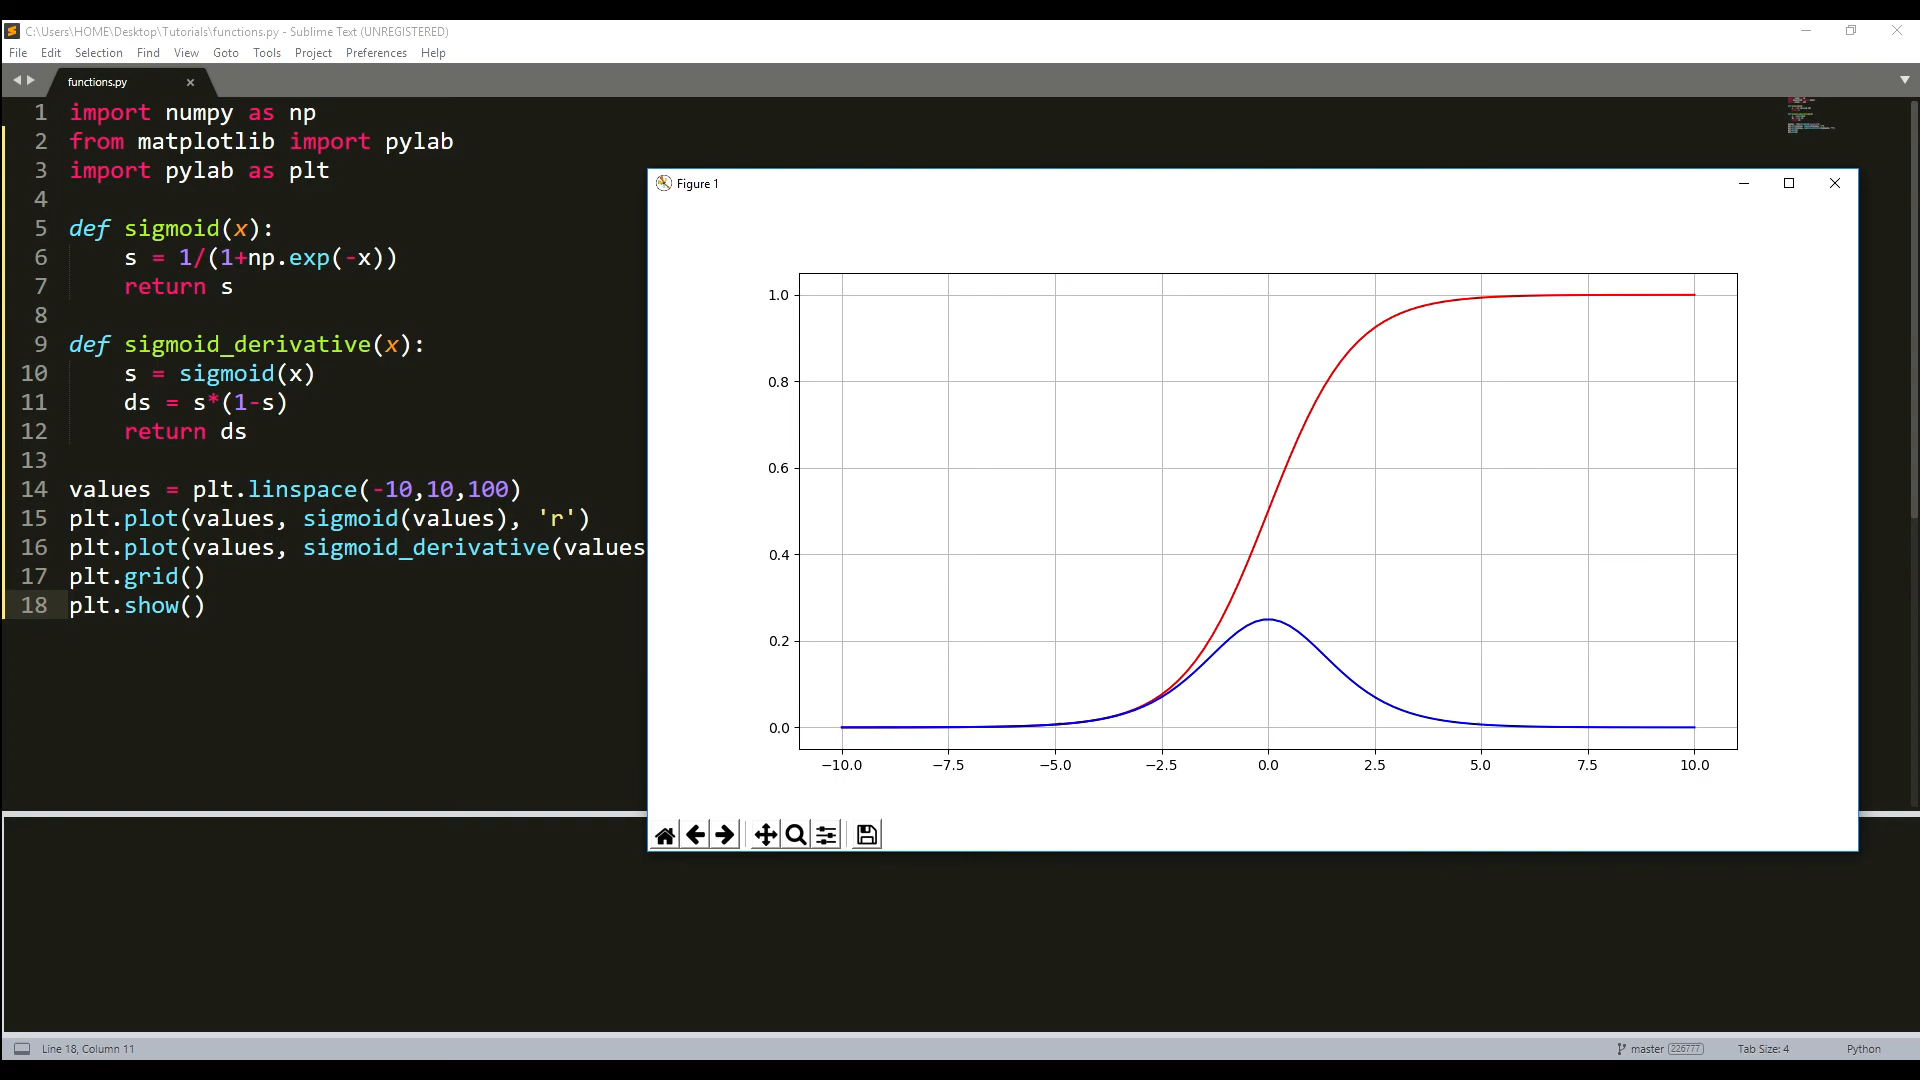 C:\Users\HOME\Desktop\Tutorials\functions.py - Sublime Text (UNREGISTERED)
File Edit Selection Find View Goto Tools Project Preferences Help
functions.py
1 import numpy as np
2 from matplotlib import pylab
3 import pylab as plt
4
5 def sigmoid(x):
6     s = 1/(1+np.exp(-x))
7     return s
8
9 def sigmoid_derivative(x):
10     s = sigmoid(x)
11     ds = s*(1-s)
12     return ds
13
14 values = plt.linspace(-10,10,100)
15 plt.plot(values, sigmoid(values), 'r')
16 plt.plot(values, sigmoid_derivative(values
17 plt.grid()
18 plt.show()
Figure 1
1.0
0.8
0.6
0.4
0.2
0.0
−10.0 −7.5 −5.0 −2.5 0.0 2.5 5.0 7.5 10.0
Line 18, Column 11
master 226777 Tab Size: 4 Python